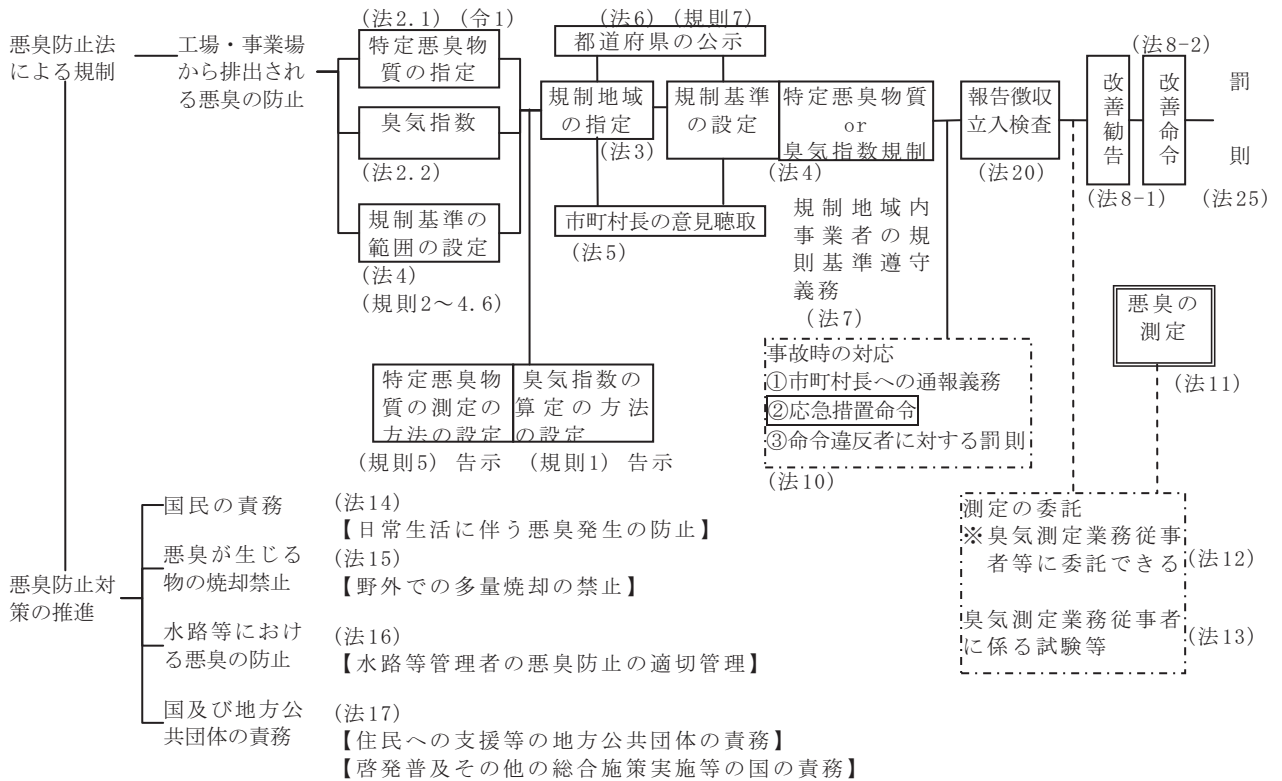 (法2.1) (令1)
(法6) (規則7)
悪臭防止法
による規制
工場・事業場
から排出され
る悪臭の防止
特定悪臭物
質の指定
臭気指数
(法2.2)
規制基準の
範囲の設定
(法4)
(規則2～4.6)
都道府県の公示
規制地域
の指定
(法3)
規制基準
の設定
市町村長の意見聴取
(法5)
特定悪臭物質
or
臭気指数規制
(法4)
規制地域内
事業者の規
則基準遵守
義務
(法7)
報告徴収
立入検査
(法20)
改善勧告
(法8-1)
(法8-2)
改善命令
罰則
(法25)
特定悪臭物
質の測定の
方法の設定
(規則5) 告示
臭気指数の
算定の方法
の設定
(規則1) 告示
事故時の対応
①市町村長への通報義務
②応急措置命令
③命令違反者に対する罰則
(法10)
悪臭の
測定
(法11)
測定の委託
※臭気測定業務従事
者等に委託できる
(法12)
臭気測定業務従事者
に係る試験等
(法13)
悪臭防止対
策の推進
国民の責務
(法14)
【日常生活に伴う悪臭発生の防止】
悪臭が生じる
物の焼却禁止
(法15)
【野外での多量焼却の禁止】
水路等におけ
る悪臭の防止
(法16)
【水路等管理者の悪臭防止の適切管理】
国及び地方公
共団体の責務
(法17)
【住民への支援等の地方公共団体の責務】
【啓発普及その他の総合施策実施等の国の責務】